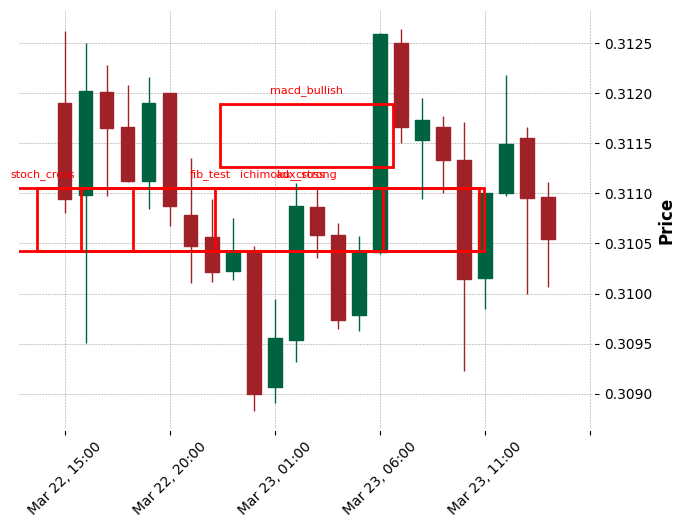 0.3125
0.3120
macd_bullish
0.3115
stoch_cross
fib_test
0.3110
0.3105
0.3100
0.3095
0.3090
Price
Mar 22, 15:00
Mar 22, 20:00
Mar 23, 01:00
Mar 23, 06:00
Mar 23, 11:00